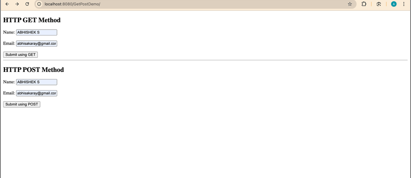 localhost:8080/GetPostDemo/
HTTP GET Method
Name: ABHISHEK S
Email:
Submit using GET
HTTP POST Method
Name: ABHISHEK S
Email:
Submit using POST